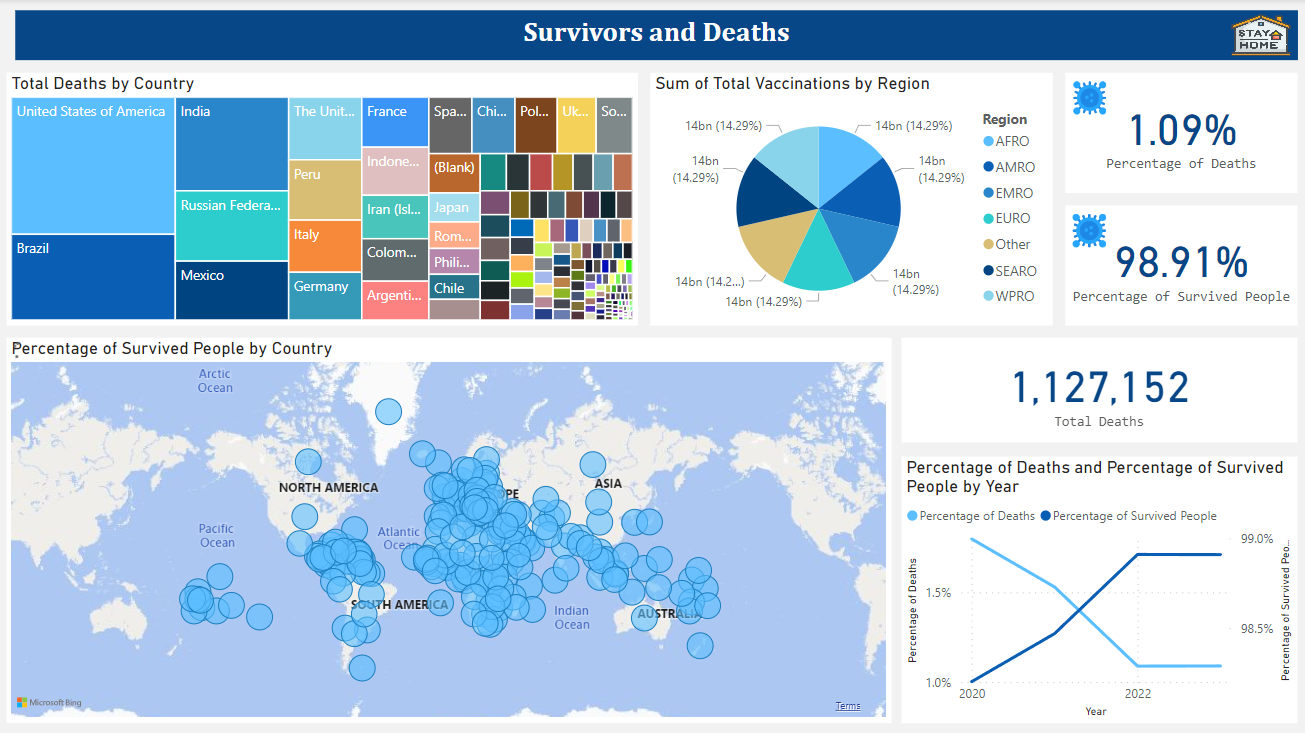 Survivors and Deaths
STAY
HOME
Total Deaths by Country
United States of America
Brazil
India
Russian Federa...
Mexico
The Unit...
Peru
Italy
Germany
France
Indone...
Iran (Isl...
Colom...
Argenti...
Spa...
Chi...
Pol...
Uk...
So...
(Blank)
Japan
Rom...
Phili...
Chile
Sum of Total Vaccinations by Region
14bn (14.29%)
14bn (14.29%)
14bn
(14.29%)
14bn
(14.29%)
14bn (14.2...)
14bn
(14.29%)
14bn (14.29%)
Region
AFRO
AMRO
EMRO
EURO
Other
SEARO
WPRO
1.09%
Percentage of Deaths
98.91%
Percentage of Survived People
Percentage of Survived People by Country
Arctic
Ocean
NORTH AMERICA
PE
ASIA
Pacific
Ocean
Atlantic
Ocean
SOUTH AMERICA
Indian
Ocean
AUSTRALIA
Microsoft Bing
Terms
1,127,152
Total Deaths
Percentage of Deaths and Percentage of Survived
People by Year
Percentage of Deaths
Percentage of Survived People
Percentage of Deaths
1.5%
1.0%
99.0%
98.5%
Percentage of Survived Peo...
2020
2022
Year